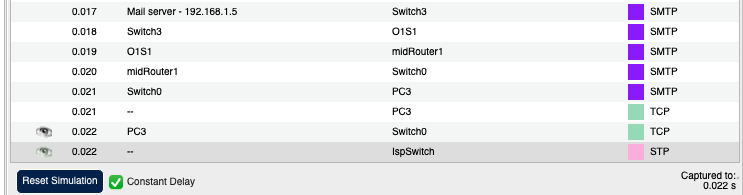 0.017 Mail server - 192.168.1.5 Switch3 SMTP
0.018 Switch3 O1S1 SMTP
0.019 O1S1 midRouter1 SMTP
0.020 midRouter1 Switch0 SMTP
0.021 Switch0 PC3 SMTP
0.021 -- PC3 TCP
0.022 PC3 Switch0 TCP
0.022 -- IspSwitch STP
Reset Simulation Constant Delay Captured to:
0.022 s